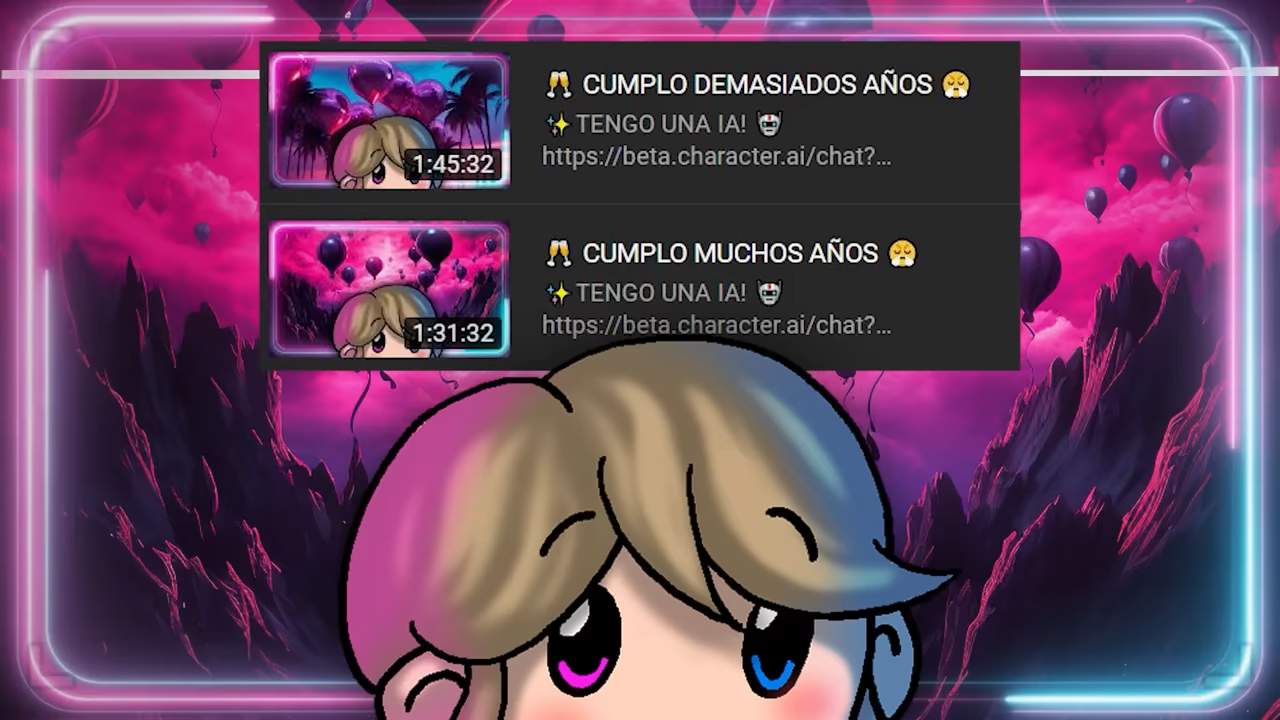 🥂 CUMPLO DEMASIADOS AÑOS 😤
✨ TENGO UNA IA! 🤖
https://beta.character.ai/chat?...
1:45:32
🥂 CUMPLO MUCHOS AÑOS 😤
✨ TENGO UNA IA! 🤖
https://beta.character.ai/chat?...
1:31:32